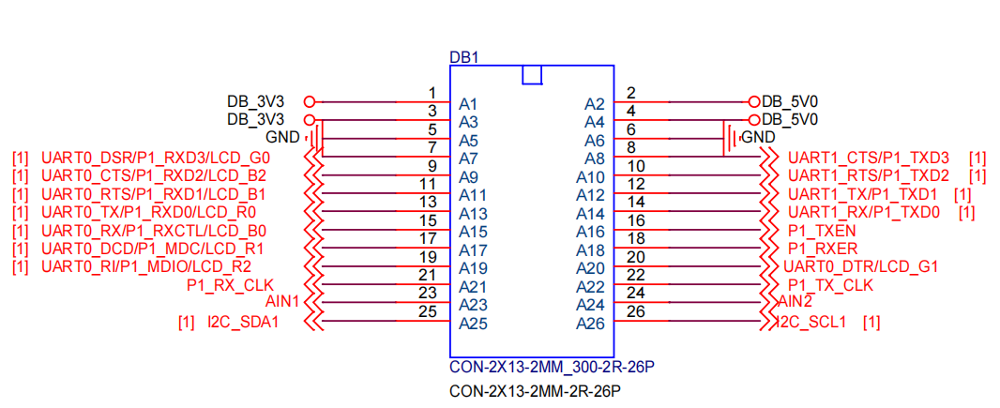 DB1
DB_3V3 1 A1 A2 2 DB_5V0
DB_3V3 3 A3 A4 4 DB_5V0
GND 5 A5 A6 6 GND
7 A7 A8 8
[1] UART0_DSR/P1_RXD3/LCD_G0 UART1_CTS/P1_TXD3 [1]
[1] UART0_CTS/P1_RXD2/LCD_B2 9 A9 A10 10 UART1_RTS/P1_TXD2 [1]
[1] UART0_RTS/P1_RXD1/LCD_B1 11 A11 A12 12 UART1_TX/P1_TXD1 [1]
[1] UART0_TX/P1_RXD0/LCD_R0 13 A13 A14 14 UART1_RX/P1_TXD0 [1]
[1] UART0_RX/P1_RXCTL/LCD_B0 15 A15 A16 16 P1_TXEN
[1] UART0_DCD/P1_MDC/LCD_R1 17 A17 A18 18 P1_RXER
[1] UART0_RI/P1_MDIO/LCD_R2 19 A19 A20 20 UART0_DTR/LCD_G1
P1_RX_CLK 21 A21 A22 22 P1_TX_CLK
AIN1 23 A23 A24 24 AIN2
[1] I2C_SDA1 25 A25 A26 26 I2C_SCL1 [1]
CON-2X13-2MM_300-2R-26P
CON-2X13-2MM-2R-26P